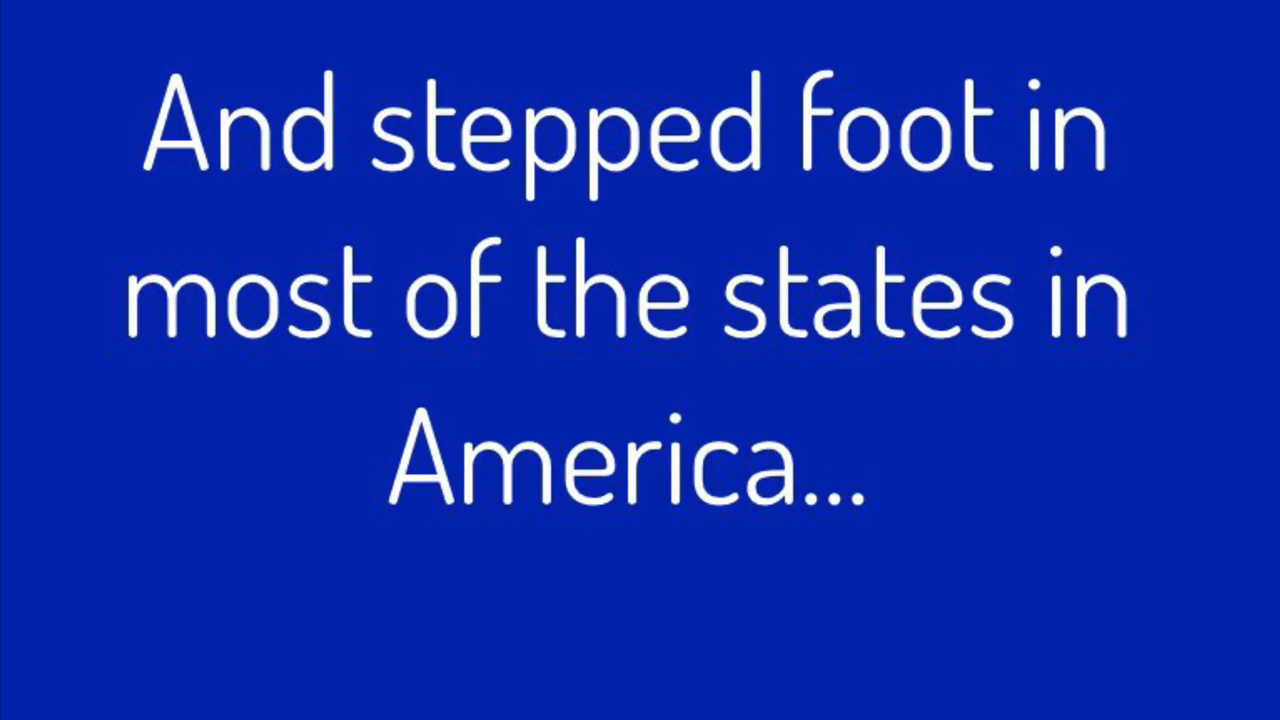 And stepped foot in
most of the states in
America...